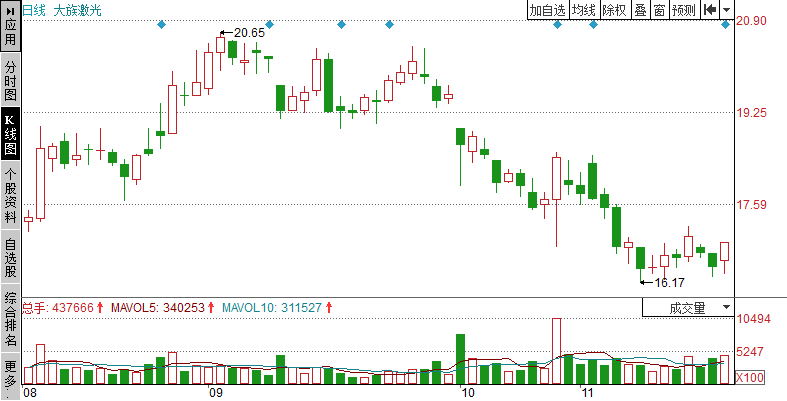 日线 大族激光
加自选 均线 除权 叠 窗 预测
应用
分时图
K线图
个股资料
自选股
综合排名
更多
20.90
20.65
19.25
17.59
16.17
总手: 437666 MAVOL5: 340253 MAVOL10: 311527
成交量
10494
5247
X100
08 09 10 11